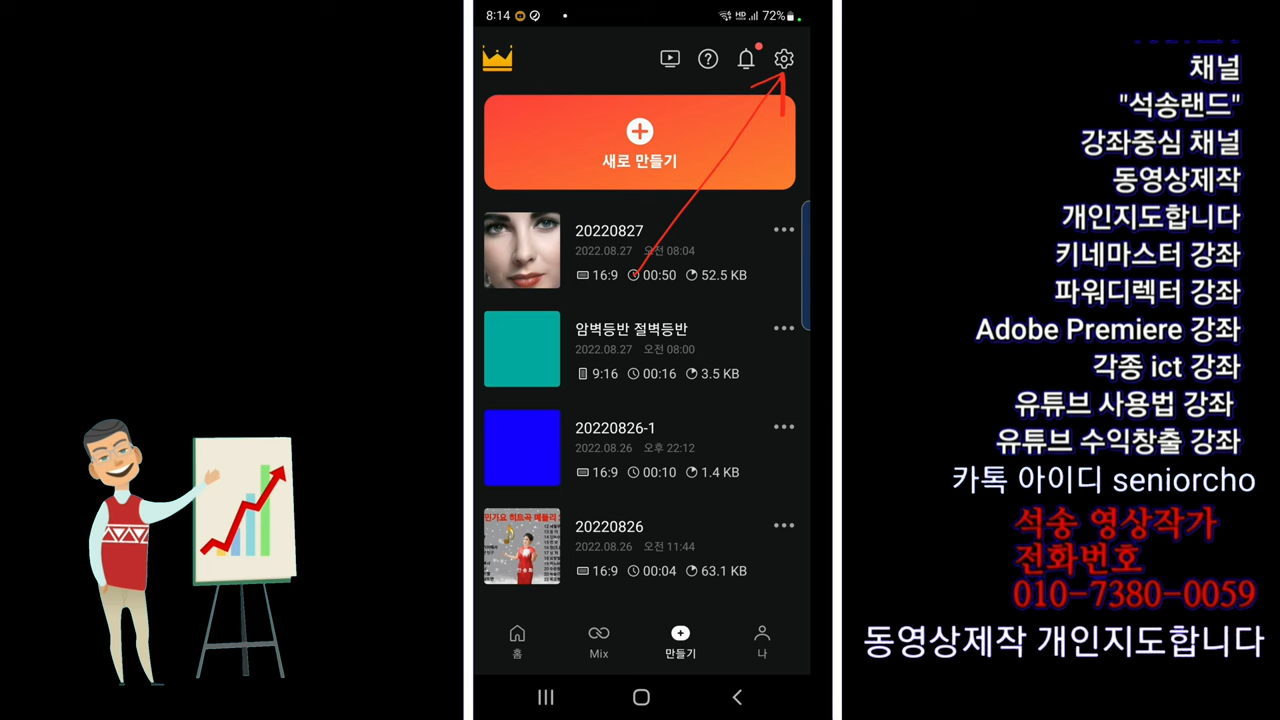 8:14
HD
72%
새로 만들기
20220827
2022.08.27 오전 08:04
16:9 00:50 52.5 KB
암벽등반 절벽등반
2022.08.27 오전 08:00
9:16 00:16 3.5 KB
20220826-1
2022.08.26 오후 22:12
16:9 00:10 1.4 KB
20220826
2022.08.26 오전 11:44
16:9 00:04 63.1 KB
홈
Mix
만들기
나
채널
"석송랜드"
강좌중심 채널
동영상제작
개인지도합니다
키네마스터 강좌
파워디렉터 강좌
Adobe Premiere 강좌
각종 ict 강좌
유튜브 사용법 강좌
유튜브 수익창출 강좌
카톡 아이디 seniorcho
석송 영상작가
전화번호
010-7380-0059
동영상제작 개인지도합니다